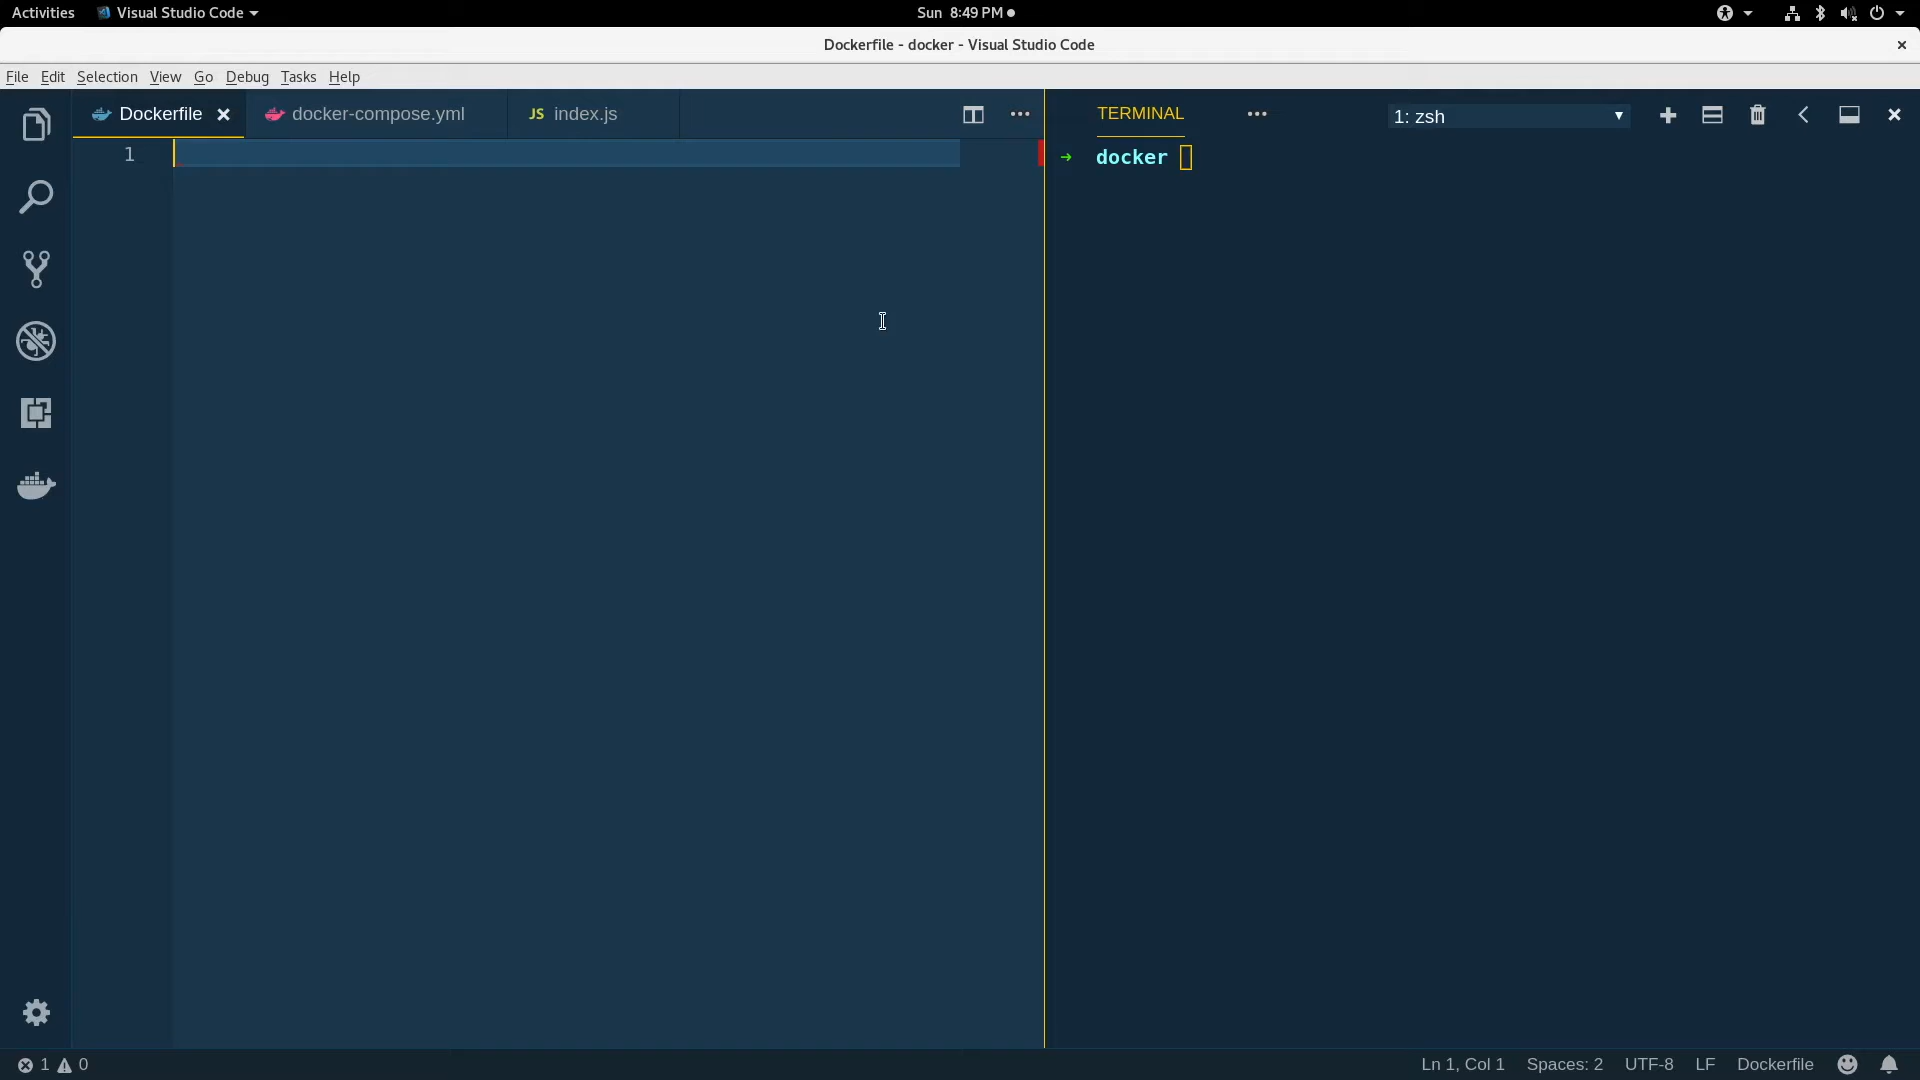 Activities Visual Studio Code Sun 8:49 PM
Dockerfile - docker - Visual Studio Code
File Edit Selection View Go Debug Tasks Help
Dockerfile docker-compose.yml JS index.js TERMINAL 1: zsh
1
→ docker
1 0 Ln 1, Col 1 Spaces: 2 UTF-8 LF Dockerfile